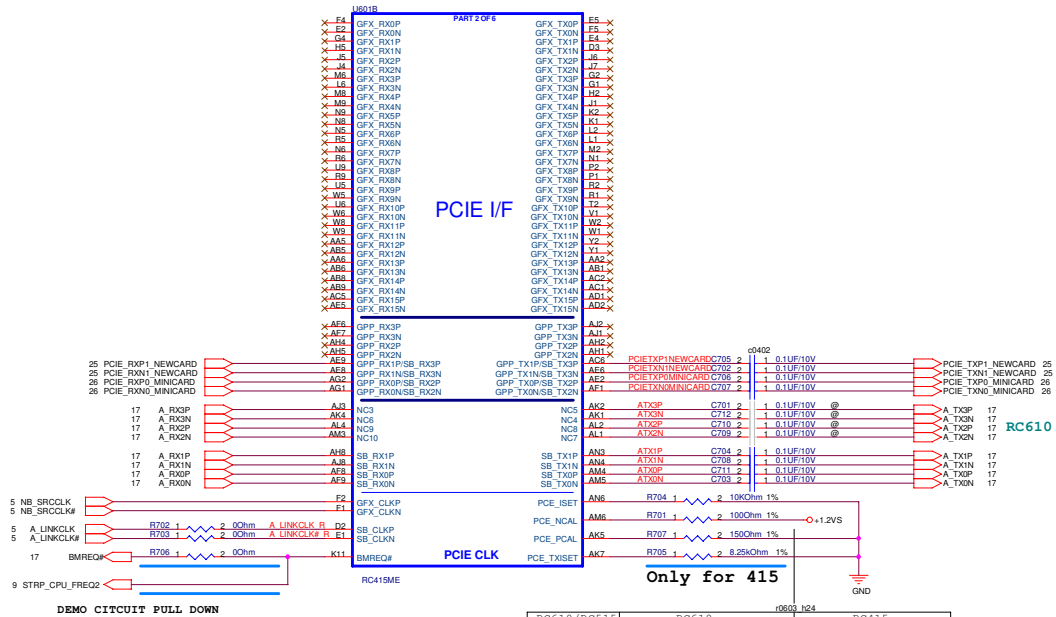 U601B
PART 2 OF 6
F4 GFX_RX0P GFX_TX0P E5
E2 GFX_RX0N GFX_TX0N F5
G4 GFX_RX1P GFX_TX1P E4
H5 GFX_RX1N GFX_TX1N D3
J5 GFX_RX2P GFX_TX2P J6
J4 GFX_RX2N GFX_TX2N J7
M6 GFX_RX3P GFX_TX3P G2
L6 GFX_RX3N GFX_TX3N G1
M8 GFX_RX4P GFX_TX4P H2
M9 GFX_RX4N GFX_TX4N J1
N9 GFX_RX5P GFX_TX5P K2
N8 GFX_RX5N GFX_TX5N K1
N5 GFX_RX6P GFX_TX6P L2
R5 GFX_RX6N GFX_TX6N L1
N6 GFX_RX7P GFX_TX7P M2
R6 GFX_RX7N GFX_TX7N N1
U9 GFX_RX8P GFX_TX8P P2
R9 GFX_RX8N GFX_TX8N P1
U5 GFX_RX9P GFX_TX9P R2
W5 GFX_RX9N GFX_TX9N R1
U6 GFX_RX10P GFX_TX10P T2
W6 GFX_RX10N GFX_TX10N V1
W8 GFX_RX11P GFX_TX11P W2
W9 GFX_RX11N GFX_TX11N W1
AA5 GFX_RX12P GFX_TX12P Y2
AB5 GFX_RX12N GFX_TX12N Y1
AA6 GFX_RX13P GFX_TX13P AA2
AB6 GFX_RX13N GFX_TX13N AB1
AB8 GFX_RX14P GFX_TX14P AC2
AB9 GFX_RX14N GFX_TX14N AC1
AC5 GFX_RX15P GFX_TX15P AD1
AE5 GFX_RX15N GFX_TX15N AD2
PCIE I/F
AF6 GPP_RX3P GPP_TX3P AJ2
AF7 GPP_RX3N GPP_TX3N AJ1
AH4 GPP_RX2P GPP_TX2P AH2
AH5 GPP_RX2N GPP_TX2N AH1
c0402
25 PCIE_RXP1_NEWCARD AE9 GPP_RX1P/SB_RX3P GPP_TX1P/SB_TX3P AC6 PCIETXP1NEWCARD C705 2 1 0.1UF/10V PCIE_TXP1_NEWCARD 25
25 PCIE_RXN1_NEWCARD AE8 GPP_RX1N/SB_RX3N GPP_TX1N/SB_TX3N AE6 PCIETXN1NEWCARD C702 2 1 0.1UF/10V PCIE_TXN1_NEWCARD 25
26 PCIE_RXP0_MINICARD AG2 GPP_RX0P/SB_RX2P GPP_TX0P/SB_TX2P AE2 PCIETXP0MINICARD C706 2 1 0.1UF/10V PCIE_TXP0_MINICARD 26
26 PCIE_RXN0_MINICARD AG1 GPP_RX0N/SB_RX2N GPP_TX0N/SB_TX2N AF1 PCIETXN0MINICARD C707 2 1 0.1UF/10V PCIE_TXN0_MINICARD 26
17 A_RX3P AJ3 NC3 NC5 AK2 ATX3P C701 2 1 0.1UF/10V @ A_TX3P 17
17 A_RX3N AK4 NC6 NC4 AK1 ATX3N C712 2 1 0.1UF/10V @ A_TX3N 17
17 A_RX2P AL4 NC9 NC8 AL2 ATX2P C710 2 1 0.1UF/10V @ A_TX2P 17
17 A_RX2N AM3 NC10 NC7 AL1 ATX2N C709 2 1 0.1UF/10V @ A_TX2N 17
RC610
17 A_RX1P AH8 SB_RX1P SB_TX1P AN3 ATX1P C704 2 1 0.1UF/10V A_TX1P 17
17 A_RX1N AJ8 SB_RX1N SB_TX1N AN4 ATX1N C708 2 1 0.1UF/10V A_TX1N 17
17 A_RX0P AF8 SB_RX0P SB_TX0P AM4 ATX0P C711 2 1 0.1UF/10V A_TX0P 17
17 A_RX0N AF9 SB_RX0N SB_TX0N AM5 ATX0N C703 2 1 0.1UF/10V A_TX0N 17
5 NB_SRCCLK F2 GFX_CLKP PCE_ISET AN6 R704 1 2 10KOhm 1%
5 NB_SRCCLK# F1 GFX_CLKN
PCE_NCAL AM6 R701 1 2 100Ohm 1% +1.2VS
5 A_LINKCLK R702 1 2 0Ohm A_LINKCLK_R D2 SB_CLKP
5 A_LINKCLK# R703 1 2 0Ohm A_LINKCLK#_R E1 SB_CLKN PCE_PCAL AK5 R707 1 2 150Ohm 1%
17 BMREQ# R706 1 2 0Ohm K11 BMREQ# PCIE CLK PCE_TXISET AK7 R705 1 2 8.25kOhm 1%
RC415ME
Only for 415
GND
9 STRP_CPU_FREQ2
DEMO CITCUIT PULL DOWN
r0603_h24